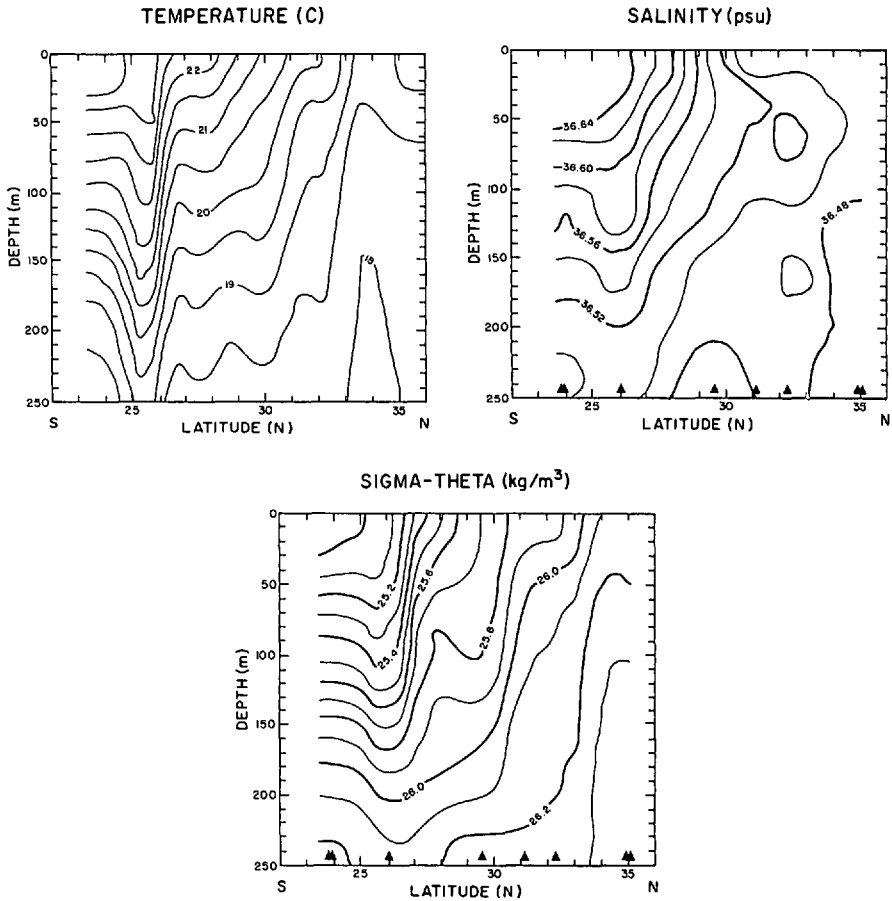 TEMPERATURE (C)
0
50
100
150
200
250
DEPTH (m)
22
21
20
19
18
S
25
30
35
N
LATITUDE (N)
SALINITY (psu)
0
50
100
150
200
250
DEPTH (m)
36.64
36.60
36.56
36.52
36.48
S
25
30
35
N
LATITUDE (N)
SIGMA-THETA (kg/m³)
0
50
100
150
200
250
DEPTH (m)
25.2
25.4
25.6
25.8
26.0
26.0
26.2
S
25
30
35
N
LATITUDE (N)